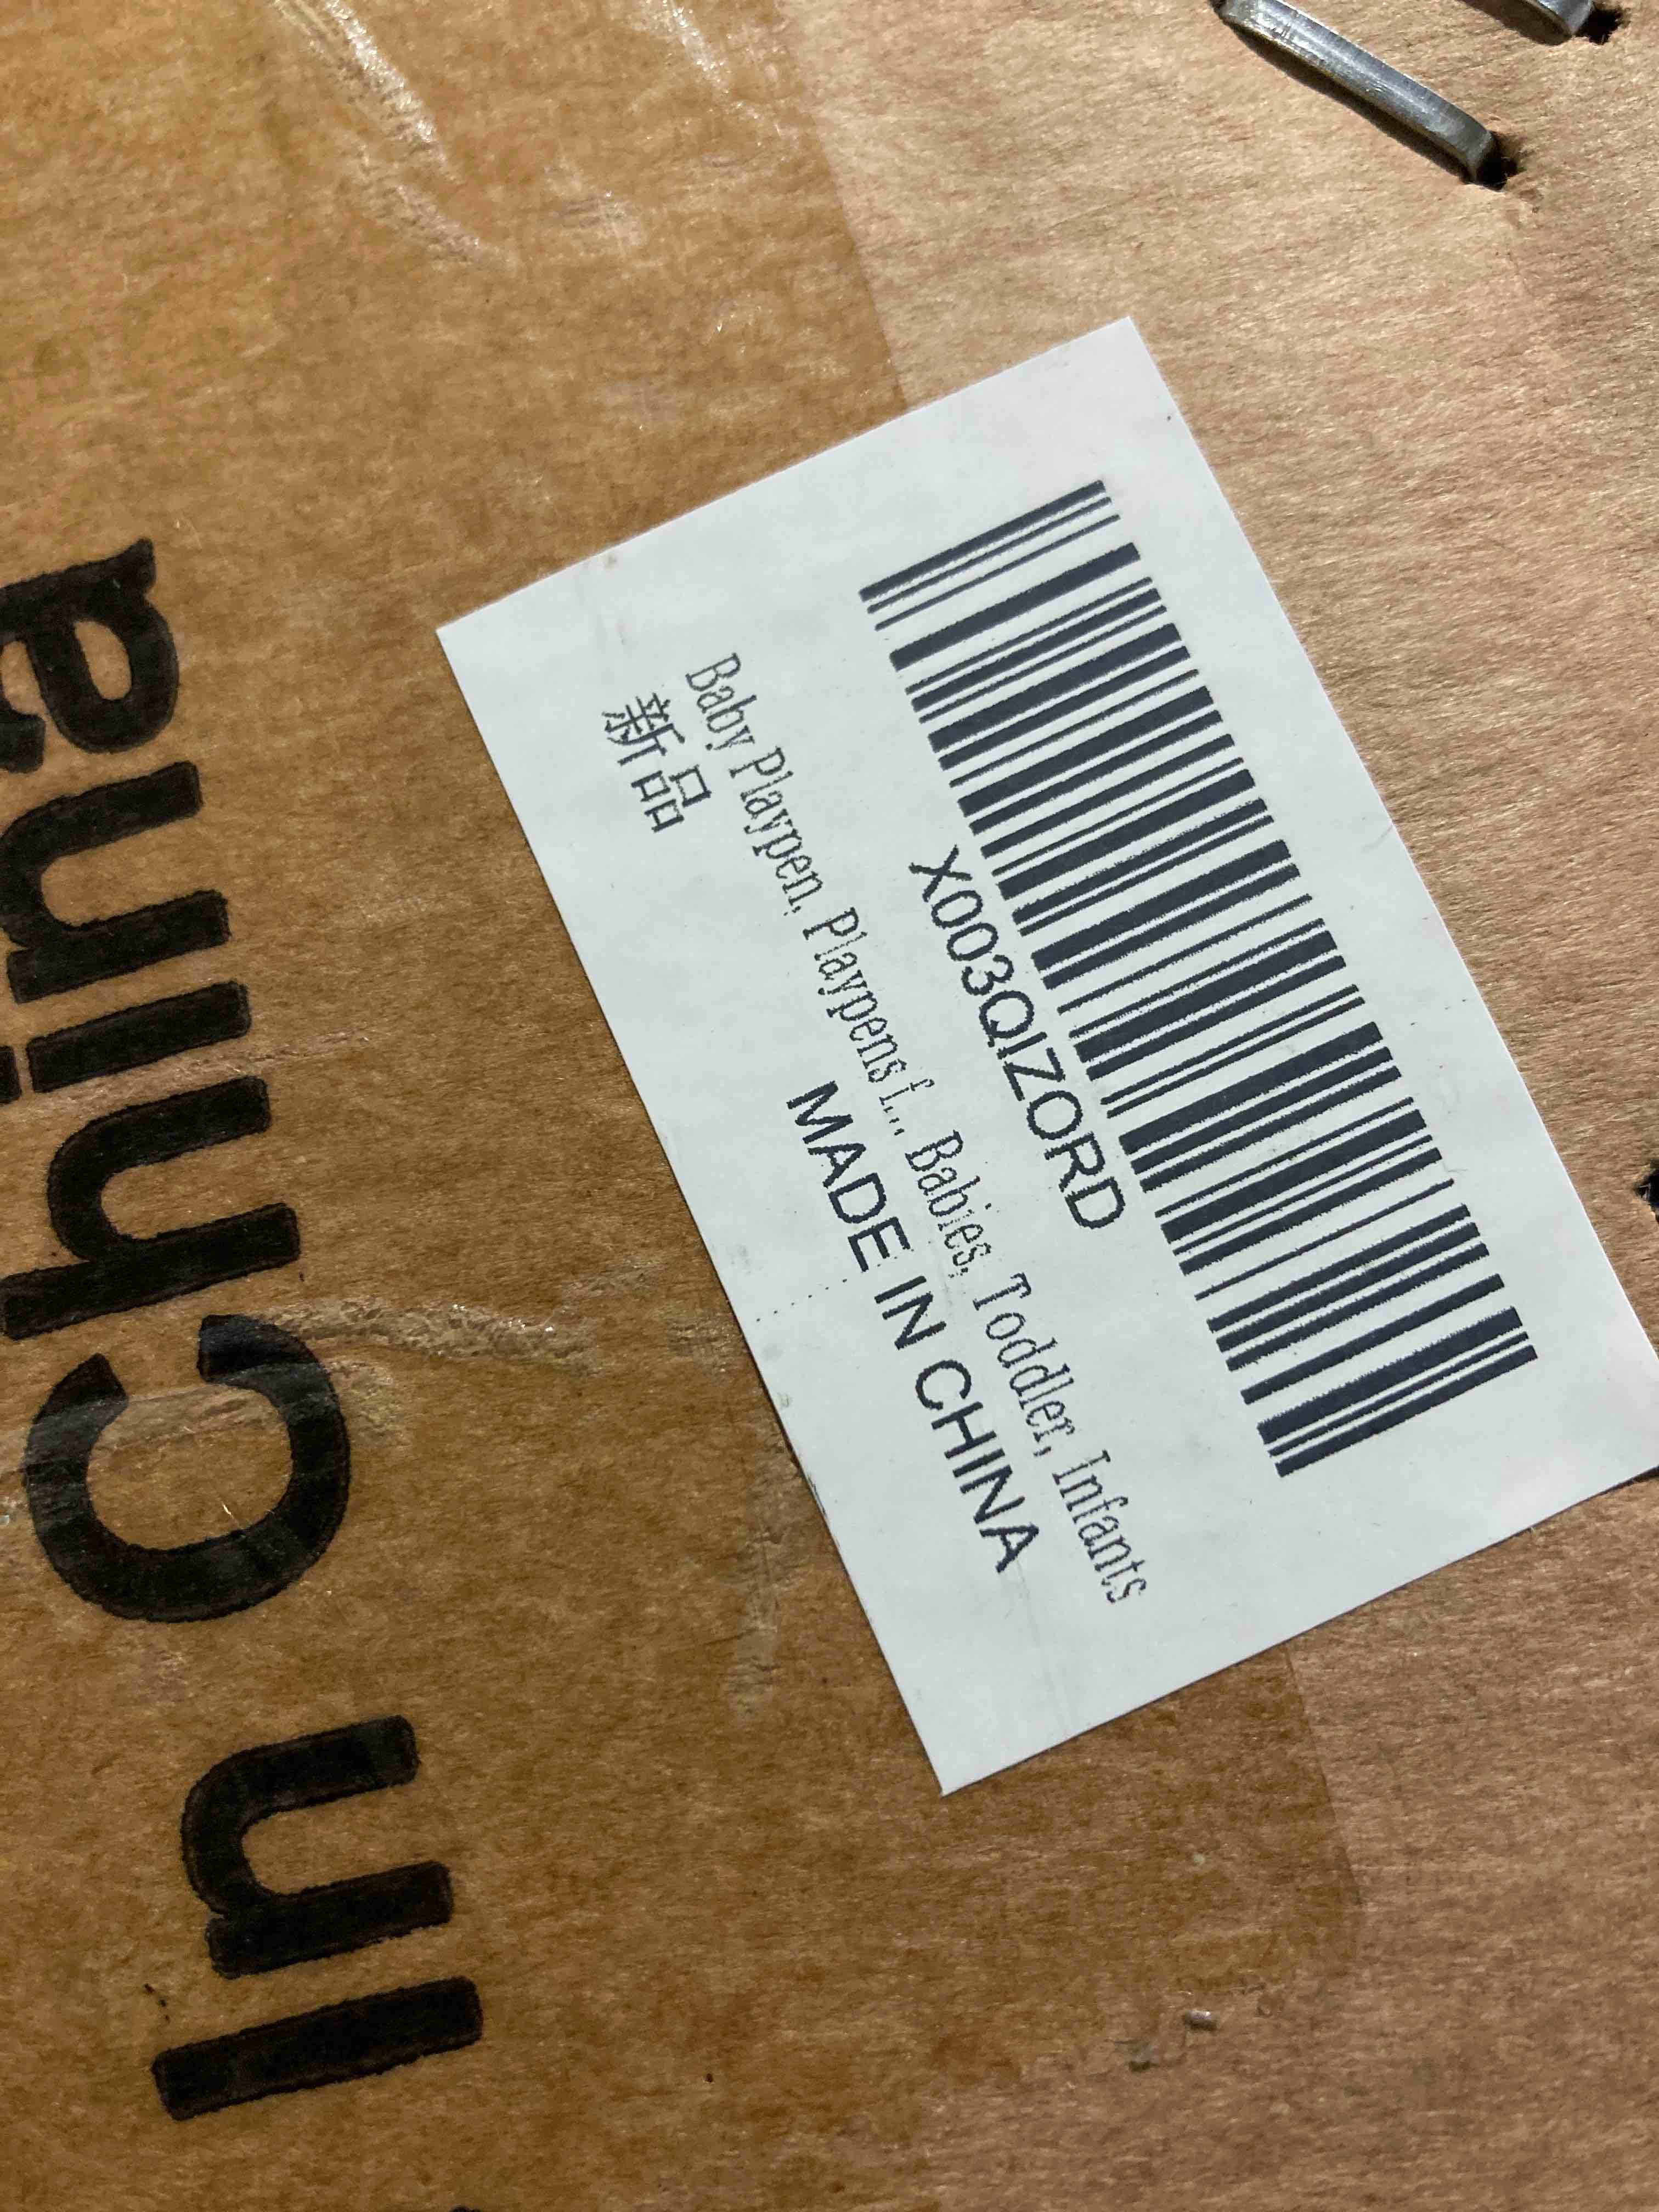 X003QIZORD
Baby Playpen, Playpens f... Babies, Toddler, Infants
新品
MADE IN CHINA
In China